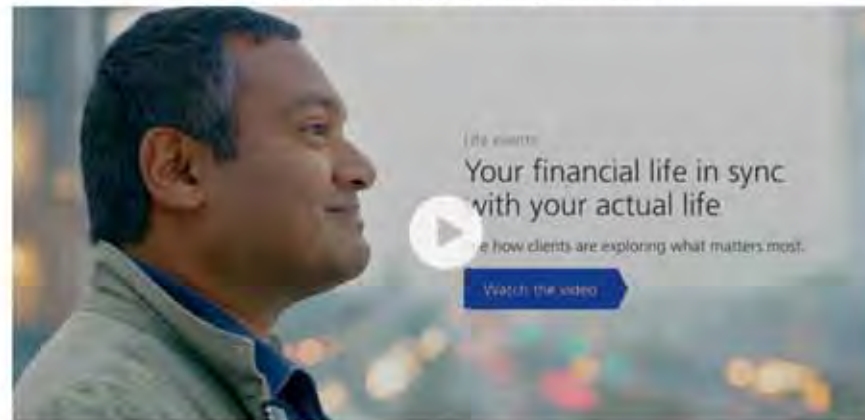 Life events
Your financial life in sync
with your actual life
how clients are exploring what matters most.
Watch the video